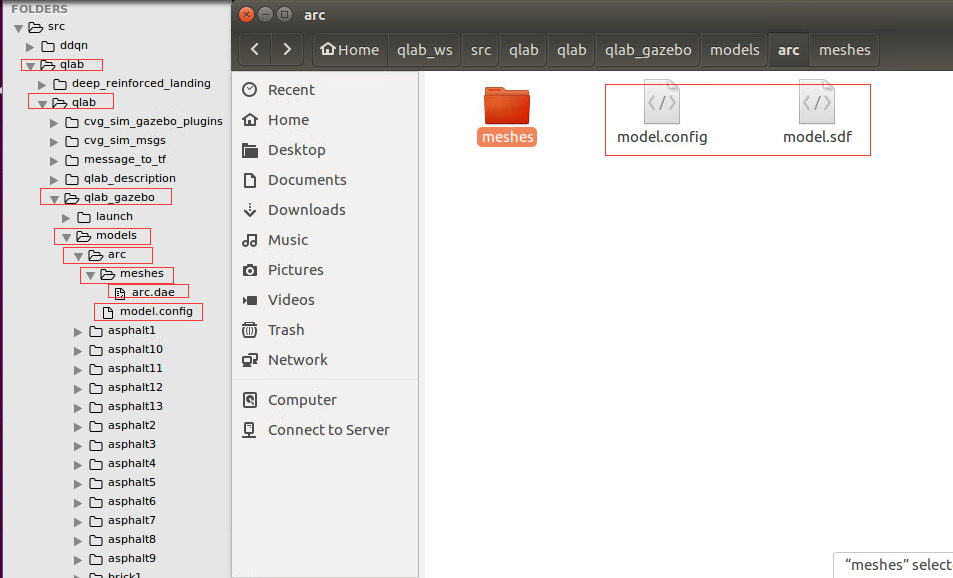 FOLDERS
src
ddqn
qlab
deep_reinforced_landing
qlab
cvg_sim_gazebo_plugins
cvg_sim_msgs
message_to_tf
qlab_description
qlab_gazebo
launch
models
arc
meshes
arc.dae
model.config
asphalt1
asphalt10
asphalt11
asphalt12
asphalt13
asphalt2
asphalt3
asphalt4
asphalt5
asphalt6
asphalt7
asphalt8
asphalt9
brick1
arc
Home qlab_ws src qlab qlab qlab_gazebo models arc meshes
Recent
Home
Desktop
Documents
Downloads
Music
Pictures
Videos
Trash
Network
Computer
Connect to Server
meshes model.config model.sdf
“meshes” select